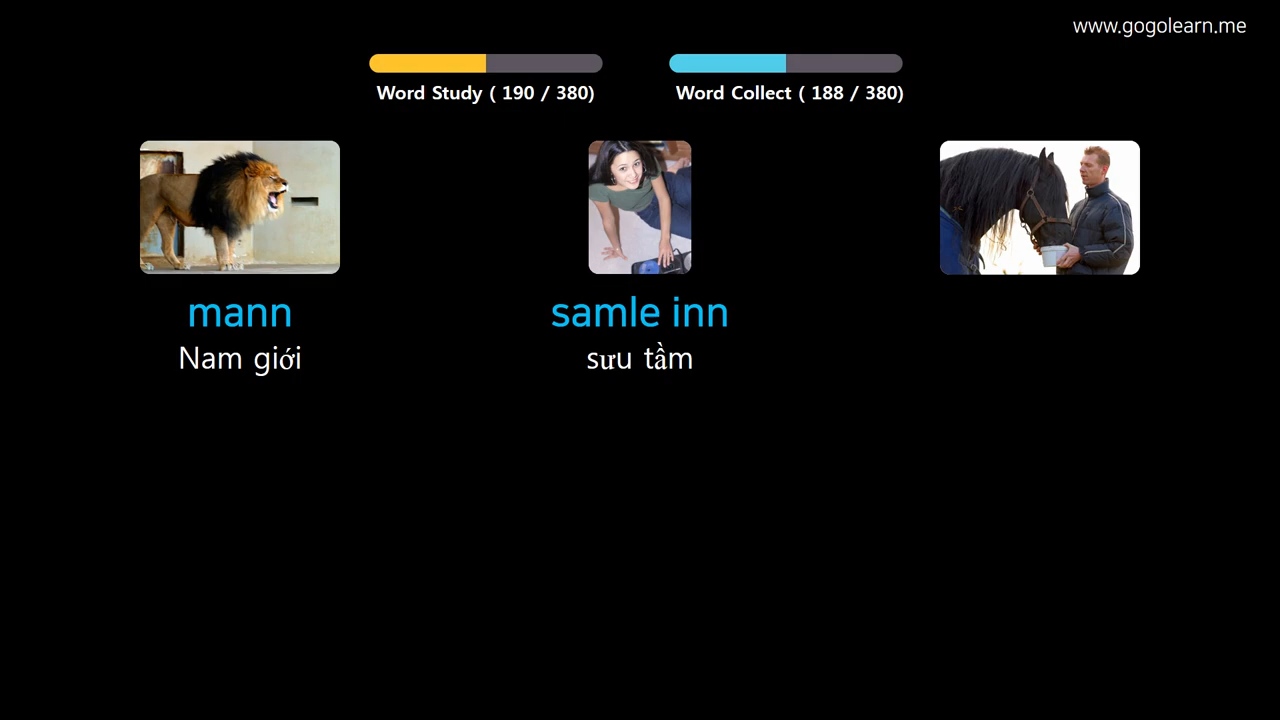 www.gogolearn.me
Word Study ( 190 / 380)
Word Collect ( 188 / 380)
mann
samle inn
Nam giới
sưu tầm